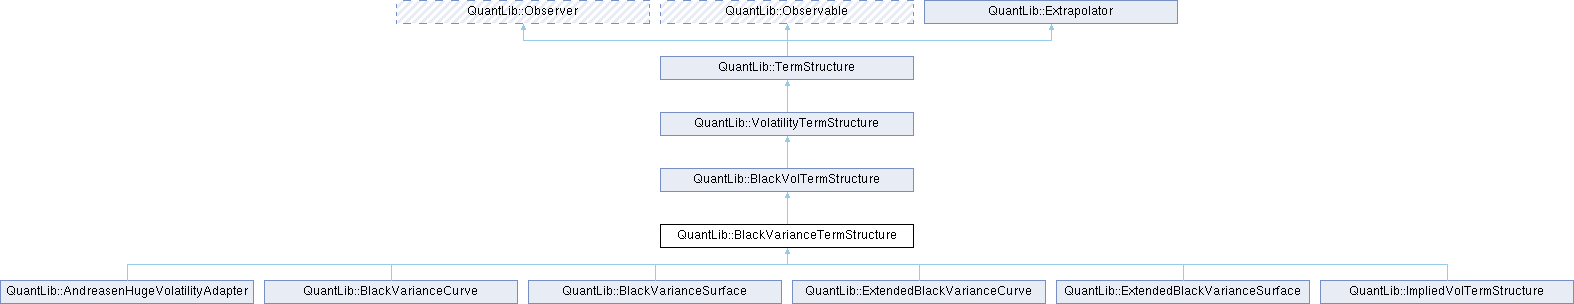 QuantLib::Observer
QuantLib::Observable
QuantLib::Extrapolator
QuantLib::TermStructure
QuantLib::VolatilityTermStructure
QuantLib::BlackVolTermStructure
QuantLib::BlackVarianceTermStructure
QuantLib::AndreasenHugeVolatilityAdapter
QuantLib::BlackVarianceCurve
QuantLib::BlackVarianceSurface
QuantLib::ExtendedBlackVarianceCurve
QuantLib::ExtendedBlackVarianceSurface
QuantLib::ImpliedVolTermStructure